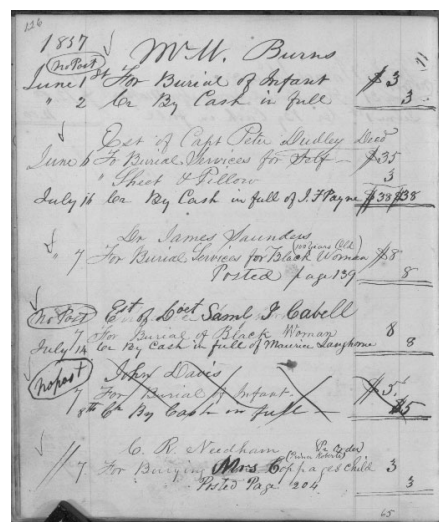 126
1857
Mr M. Burns 11
no Post
June 1st For Burial of Infant $3
" 2 Cr By Cash in full 3
Est of Capt Peter Dudley Decd
June 6 To Burial Services for Self — $35
" Sheet & Pillow 3
July 16 Cr By Cash in full of J. F Payne $38 $38
Dr James Saunders
(100 years Old)
" 7 For Burial Services for Black Woman $8
Posted page 139 8
no Post Est of Saml J. Cabell
7 For Burial of Black Woman 8
July 14 Cr By Cash in full of Maurice Langhorne 8
no post John Davis
7 For Burial of Infant — $5
8th Cr By Cash in full — $5
C. R. Needham
" 7 For Burying Mrs Coppages Child 3
Posted Page 204 3
65